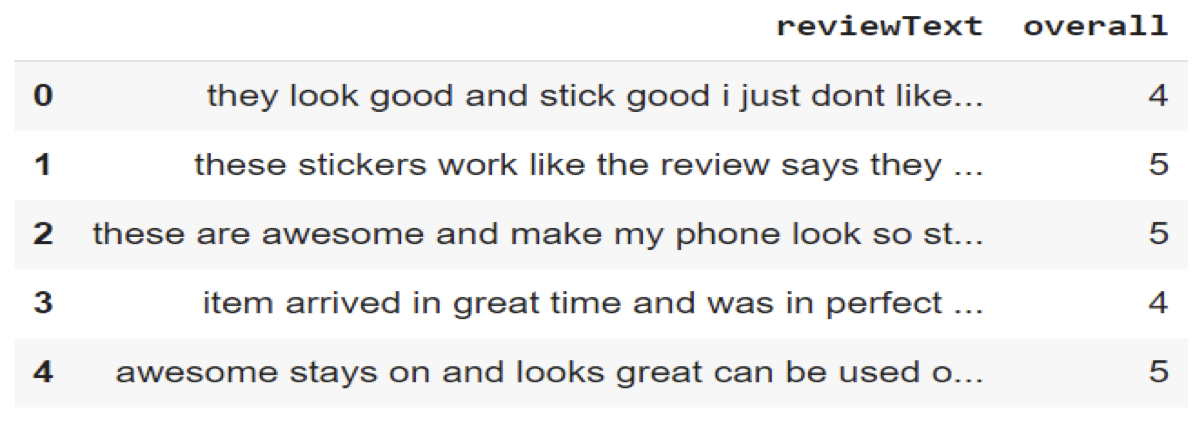 reviewText overall
0 they look good and stick good i just dont like... 4
1 these stickers work like the review says they ... 5
2 these are awesome and make my phone look so st... 5
3 item arrived in great time and was in perfect ... 4
4 awesome stays on and looks great can be used o... 5